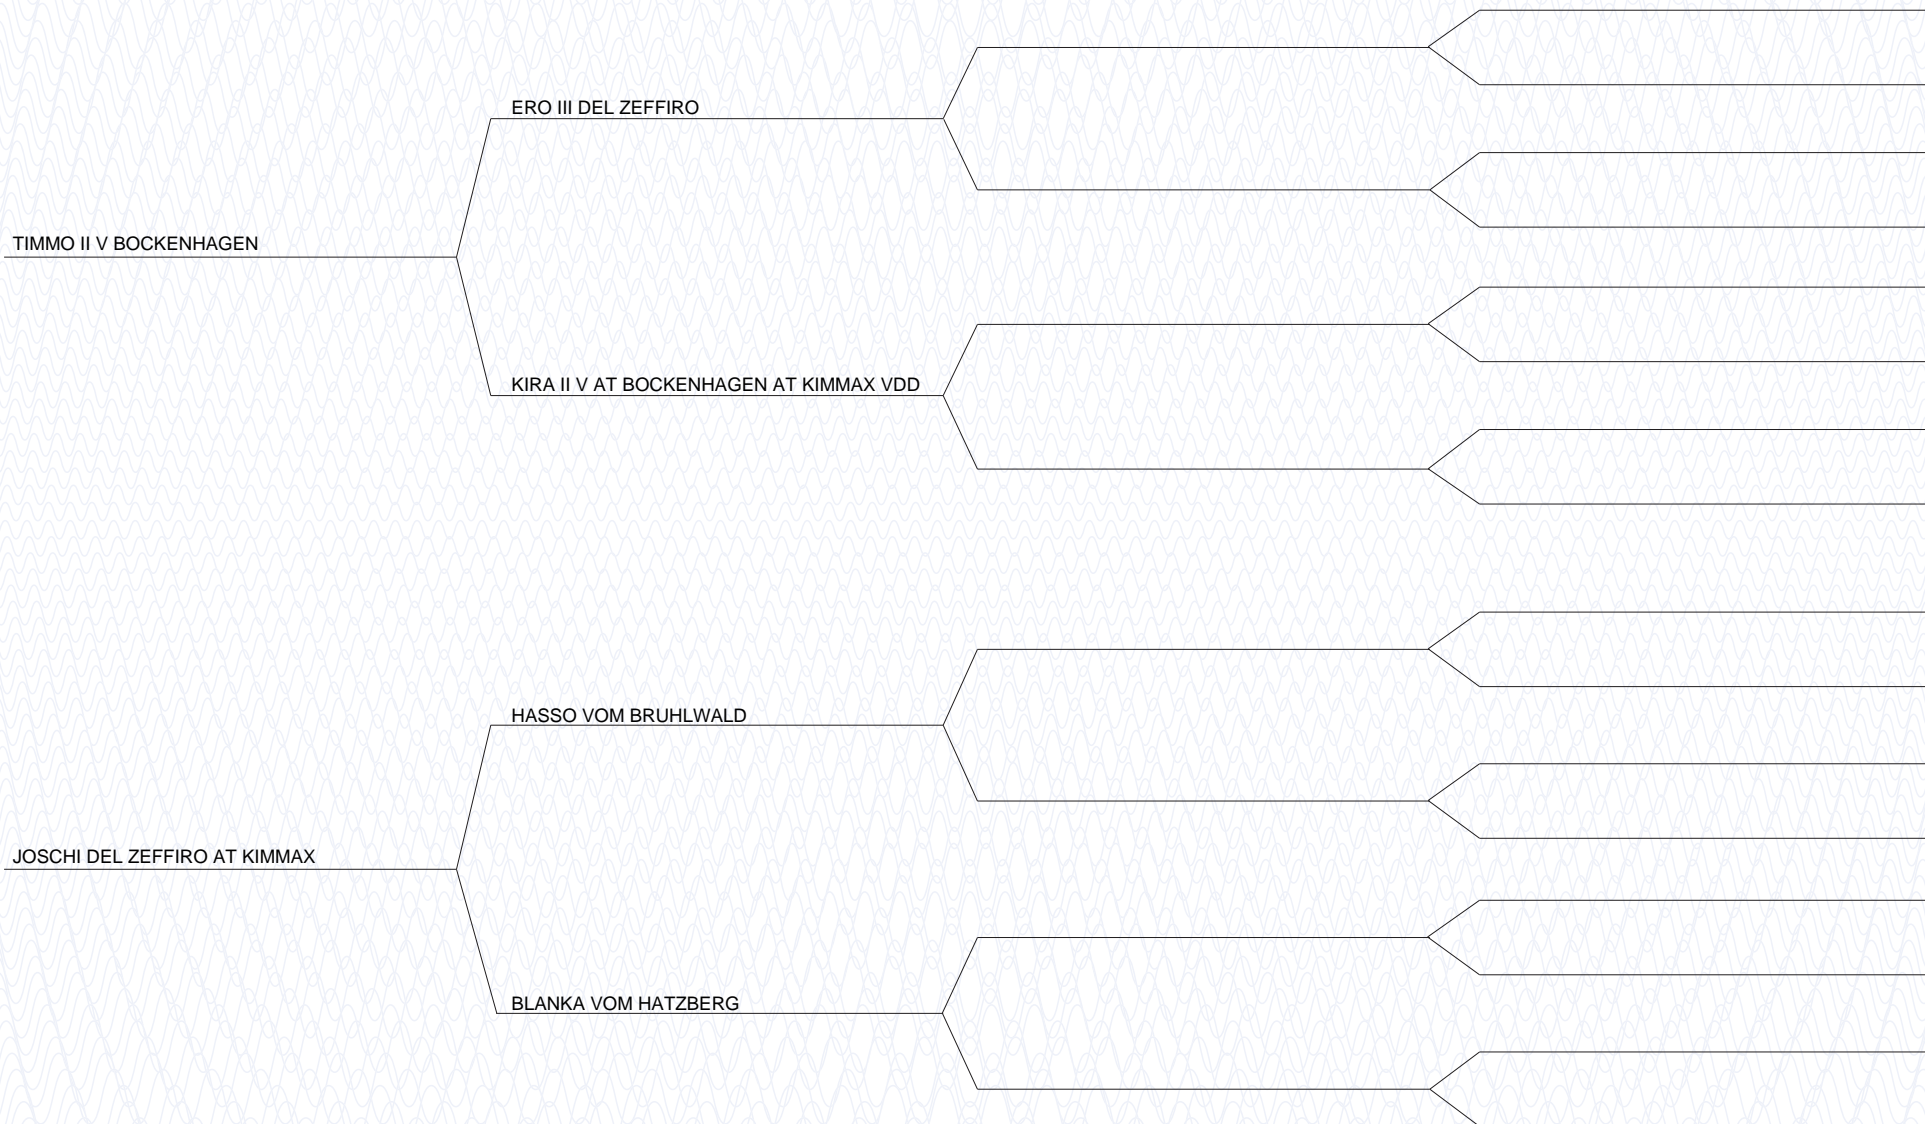 ERO III DEL ZEFFIRO
TIMMO II V BOCKENHAGEN
KIRA II V AT BOCKENHAGEN AT KIMMAX VDD
HASSO VOM BRUHLWALD
JOSCHI DEL ZEFFIRO AT KIMMAX
BLANKA VOM HATZBERG